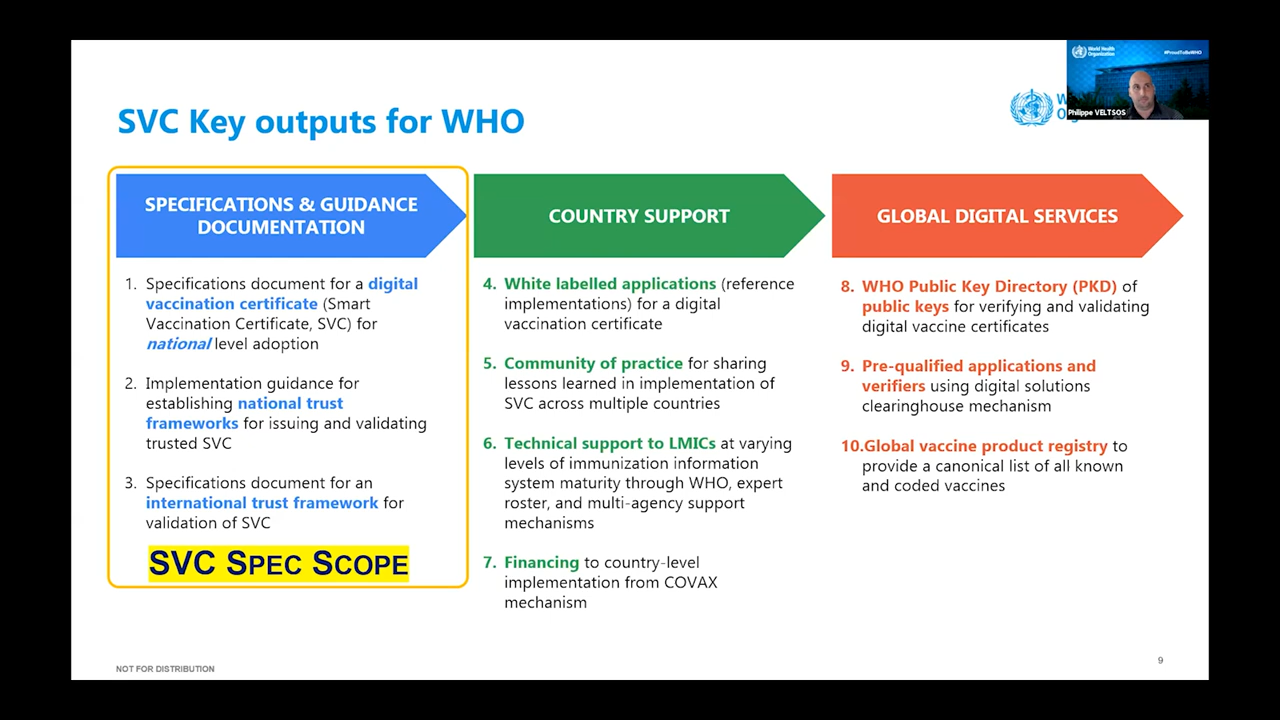 World Health
Organization
#ProudToBeWHO
Philippe VELTSOS
SVC Key outputs for WHO
SPECIFICATIONS & GUIDANCE
DOCUMENTATION
1. Specifications document for a digital
vaccination certificate (Smart
Vaccination Certificate, SVC) for
national level adoption
2. Implementation guidance for
establishing national trust
frameworks for issuing and validating
trusted SVC
3. Specifications document for an
international trust framework for
validation of SVC
SVC SPEC SCOPE
COUNTRY SUPPORT
4. White labelled applications (reference
implementations) for a digital
vaccination certificate
5. Community of practice for sharing
lessons learned in implementation of
SVC across multiple countries
6. Technical support to LMICs at varying
levels of immunization information
system maturity through WHO, expert
roster, and multi-agency support
mechanisms
7. Financing to country-level
implementation from COVAX
mechanism
GLOBAL DIGITAL SERVICES
8. WHO Public Key Directory (PKD) of
public keys for verifying and validating
digital vaccine certificates
9. Pre-qualified applications and
verifiers using digital solutions
clearinghouse mechanism
10.Global vaccine product registry to
provide a canonical list of all known
and coded vaccines
NOT FOR DISTRIBUTION
9